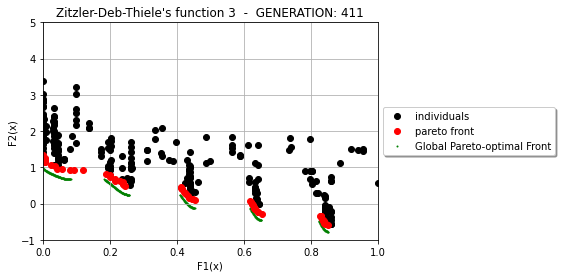 Zitzler-Deb-Thiele's function 3  -  GENERATION: 411
5
4
3
2
1
0
−1
F2(x)
0.0 0.2 0.4 0.6 0.8 1.0
F1(x)
individuals
pareto front
Global Pareto-optimal Front